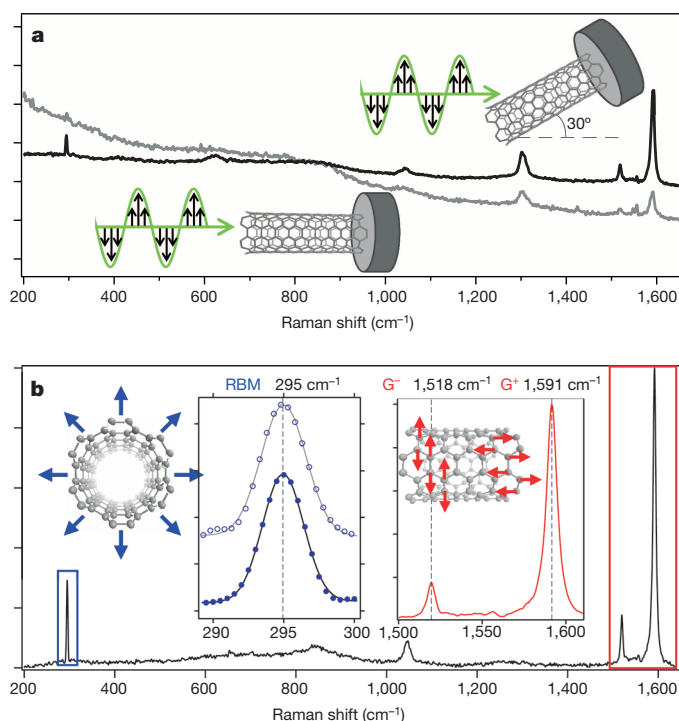 a
30°
200 400 600 800 1,000 1,200 1,400 1,600
Raman shift (cm⁻¹)
b
RBM 295 cm⁻¹ G⁻ 1,518 cm⁻¹ G⁺ 1,591 cm⁻¹
290 295 300 1,500 1,550 1,600
200 400 600 800 1,000 1,200 1,400 1,600
Raman shift (cm⁻¹)